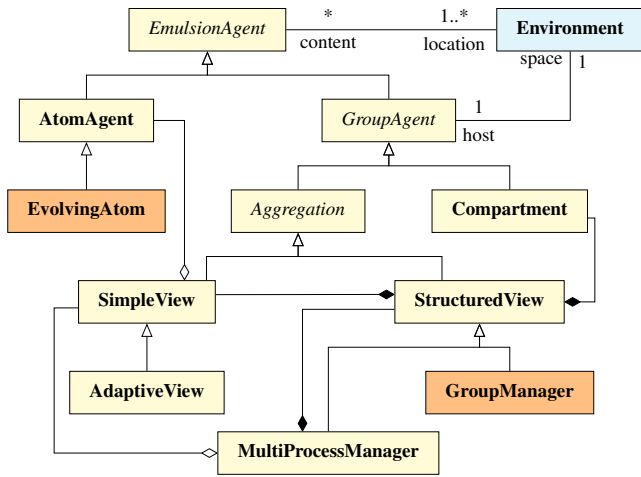 EmulsionAgent
*
content
1..*
location
Environment
space
1
AtomAgent
GroupAgent
1
host
EvolvingAtom
Aggregation
Compartment
SimpleView
StructuredView
AdaptiveView
GroupManager
MultiProcessManager